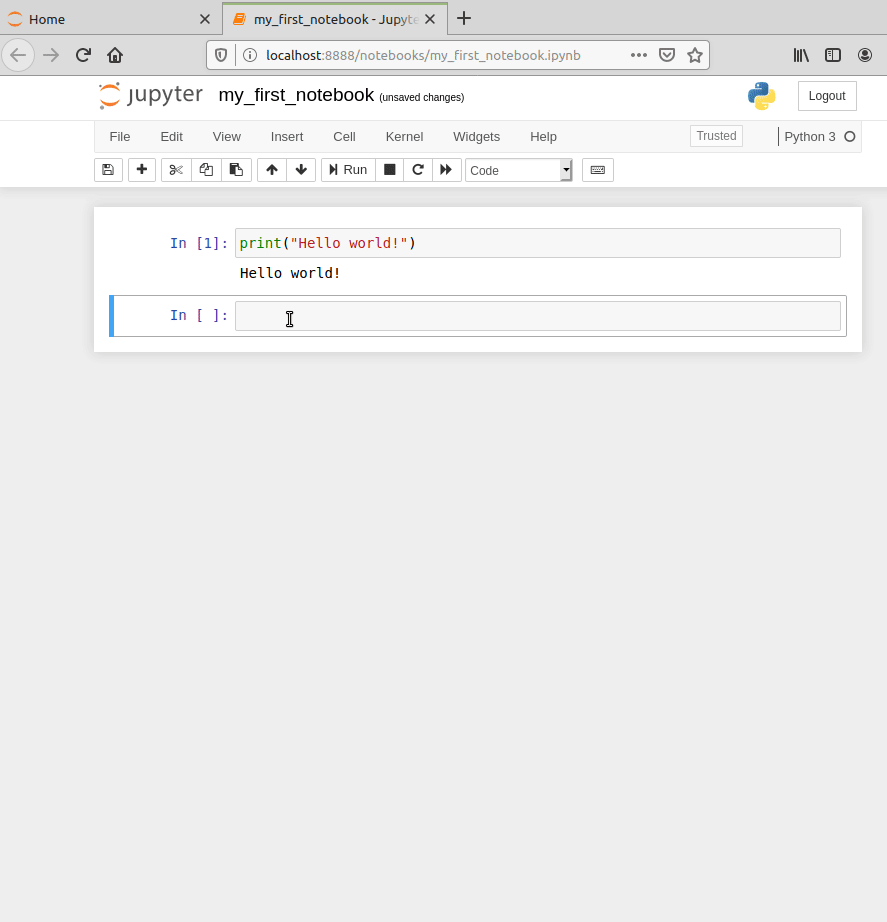 Home
my_first_notebook - Jupyte
localhost:8888/notebooks/my_first_notebook.ipynb
jupyter my_first_notebook (unsaved changes)
Logout
File Edit View Insert Cell Kernel Widgets Help
Trusted
Python 3
Run
Code
In [1]: print("Hello world!")
Hello world!
In [ ]: